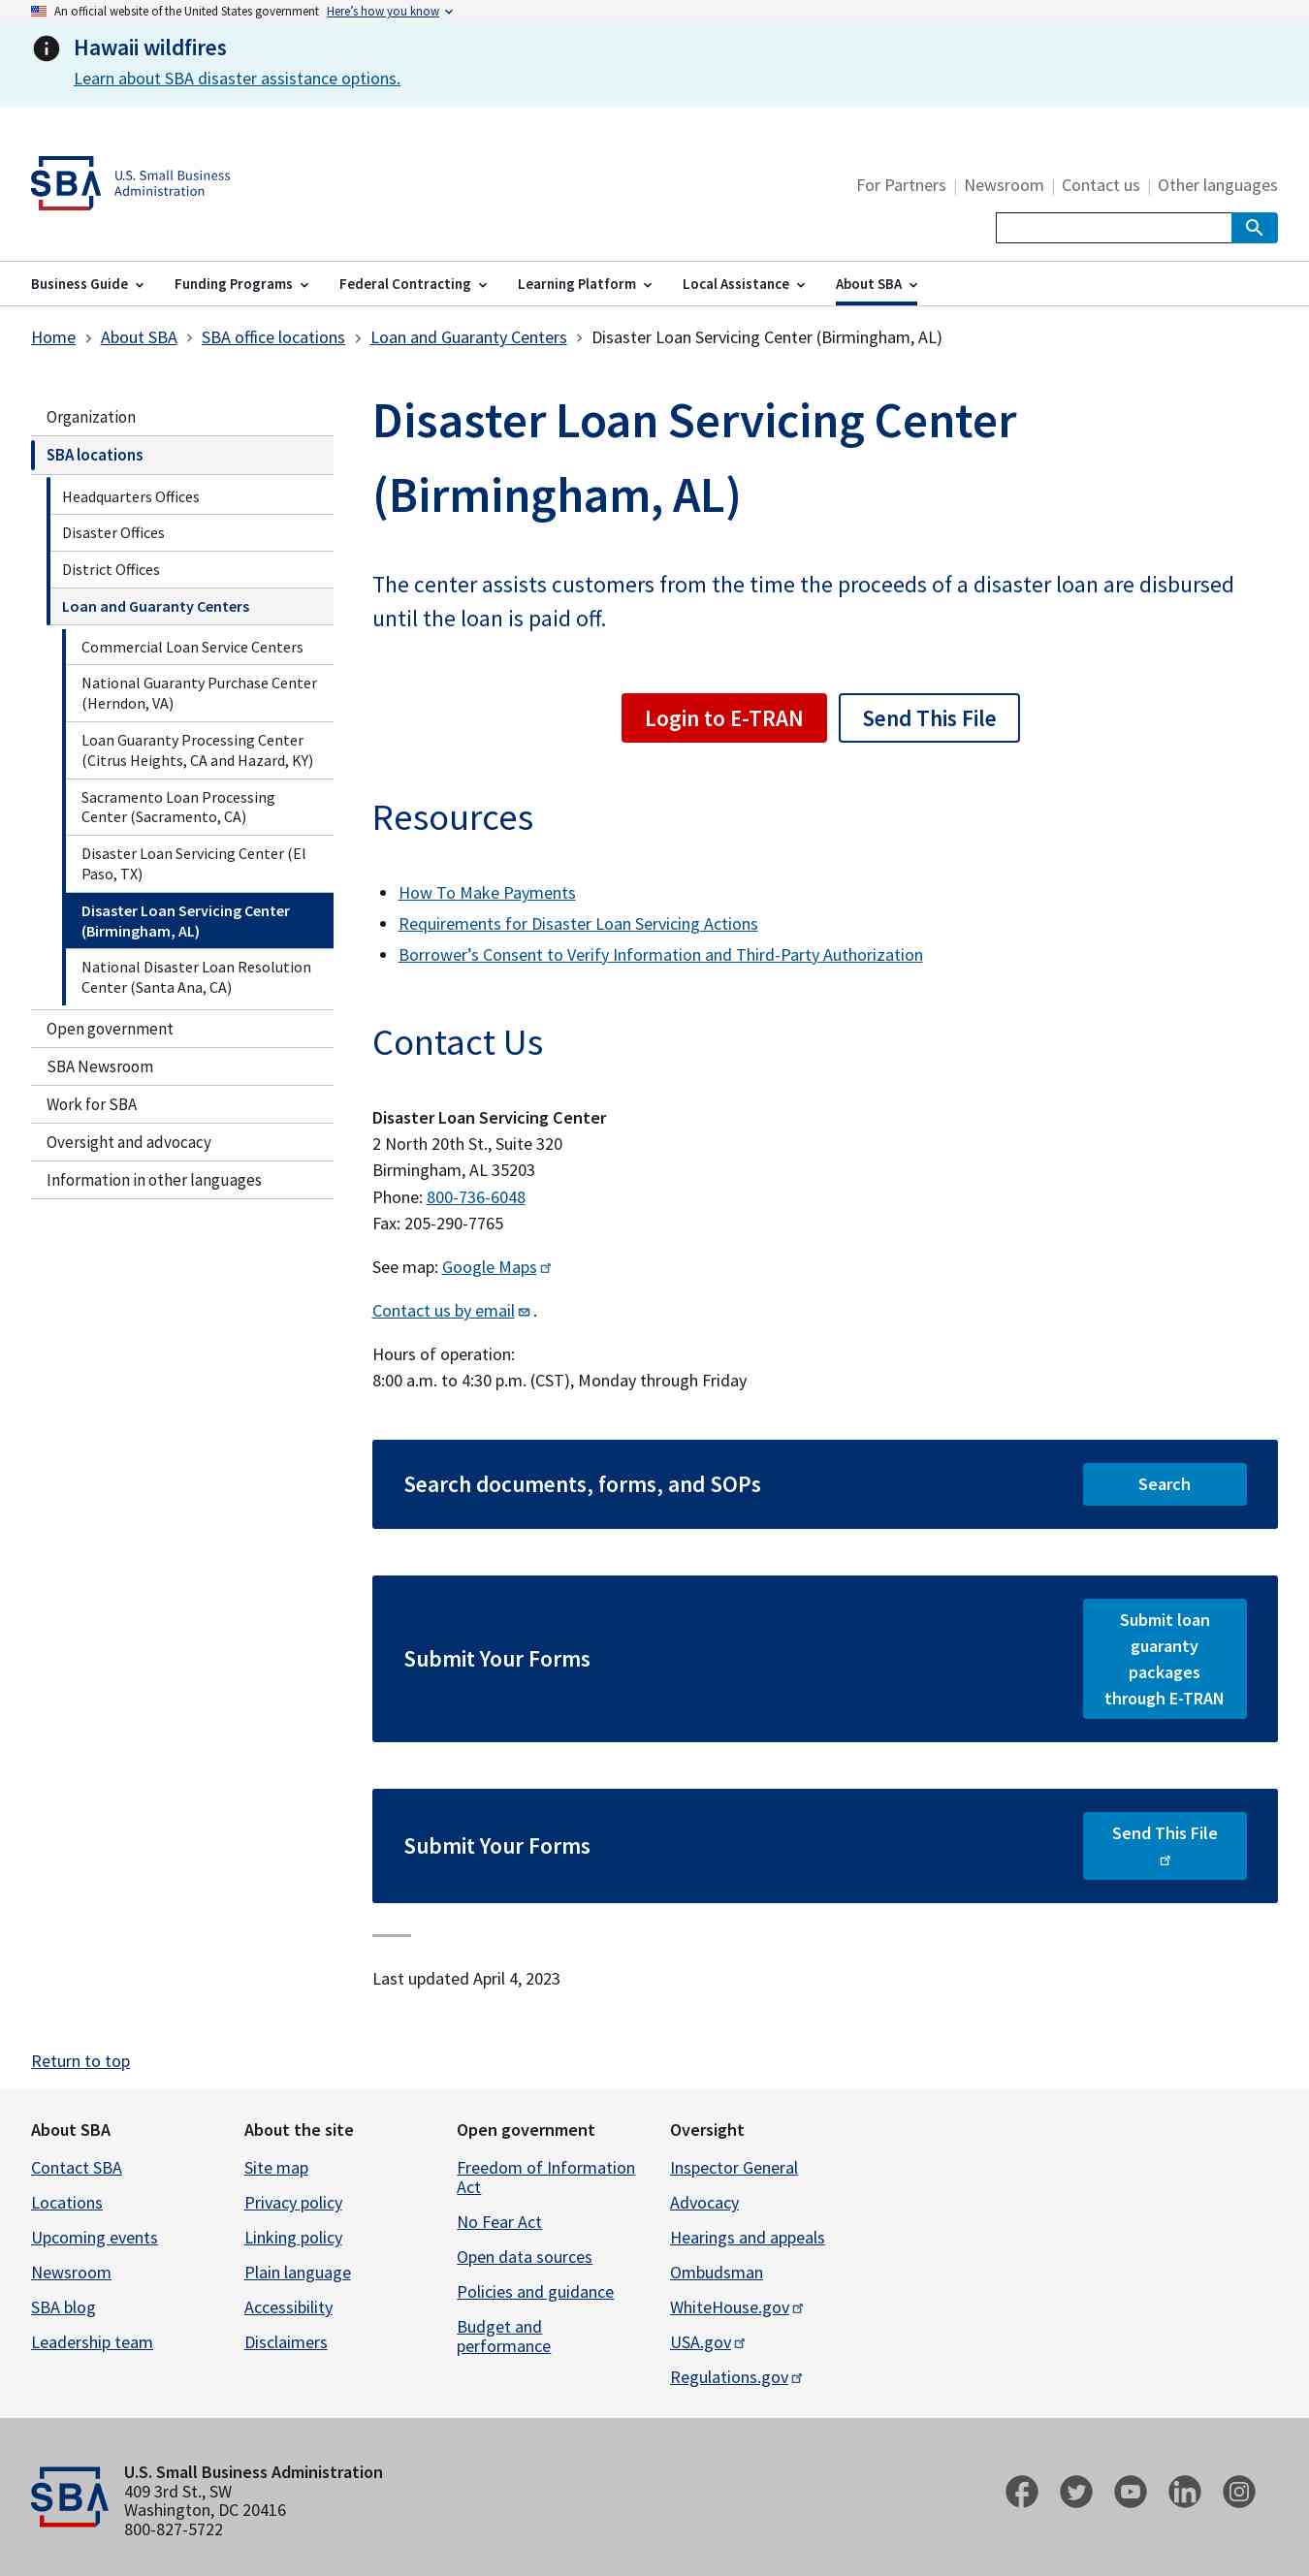 An official website of the United States government Here's how you know
Hawaii wildfires
Learn about SBA disaster assistance options.
SBA U.S. Small Business
Administration
For Partners | Newsroom | Contact us | Other languages
Business Guide Funding Programs Federal Contracting Learning Platform Local Assistance About SBA
Home > About SBA > SBA office locations > Loan and Guaranty Centers > Disaster Loan Servicing Center (Birmingham, AL)
Organization
SBA locations
Headquarters Offices
Disaster Offices
District Offices
Loan and Guaranty Centers
Commercial Loan Service Centers
National Guaranty Purchase Center
(Herndon, VA)
Loan Guaranty Processing Center
(Citrus Heights, CA and Hazard, KY)
Sacramento Loan Processing
Center (Sacramento, CA)
Disaster Loan Servicing Center (El
Paso, TX)
Disaster Loan Servicing Center
(Birmingham, AL)
National Disaster Loan Resolution
Center (Santa Ana, CA)
Open government
SBA Newsroom
Work for SBA
Oversight and advocacy
Information in other languages
Disaster Loan Servicing Center
(Birmingham, AL)
The center assists customers from the time the proceeds of a disaster loan are disbursed
until the loan is paid off.
Login to E-TRAN Send This File
Resources
• How To Make Payments
• Requirements for Disaster Loan Servicing Actions
• Borrower's Consent to Verify Information and Third-Party Authorization
Contact Us
Disaster Loan Servicing Center
2 North 20th St., Suite 320
Birmingham, AL 35203
Phone: 800-736-6048
Fax: 205-290-7765
See map: Google Maps
Contact us by email .
Hours of operation:
8:00 a.m. to 4:30 p.m. (CST), Monday through Friday
Search documents, forms, and SOPs
Search
Submit Your Forms
Submit loan
guaranty
packages
through E-TRAN
Submit Your Forms
Send This File
Last updated April 4, 2023
Return to top
About SBA
Contact SBA
Locations
Upcoming events
Newsroom
SBA blog
Leadership team
About the site
Site map
Privacy policy
Linking policy
Plain language
Accessibility
Disclaimers
Open government
Freedom of Information
Act
No Fear Act
Open data sources
Policies and guidance
Budget and
performance
Oversight
Inspector General
Advocacy
Hearings and appeals
Ombudsman
WhiteHouse.gov
USA.gov
Regulations.gov
SBA
U.S. Small Business Administration
409 3rd St., SW
Washington, DC 20416
800-827-5722